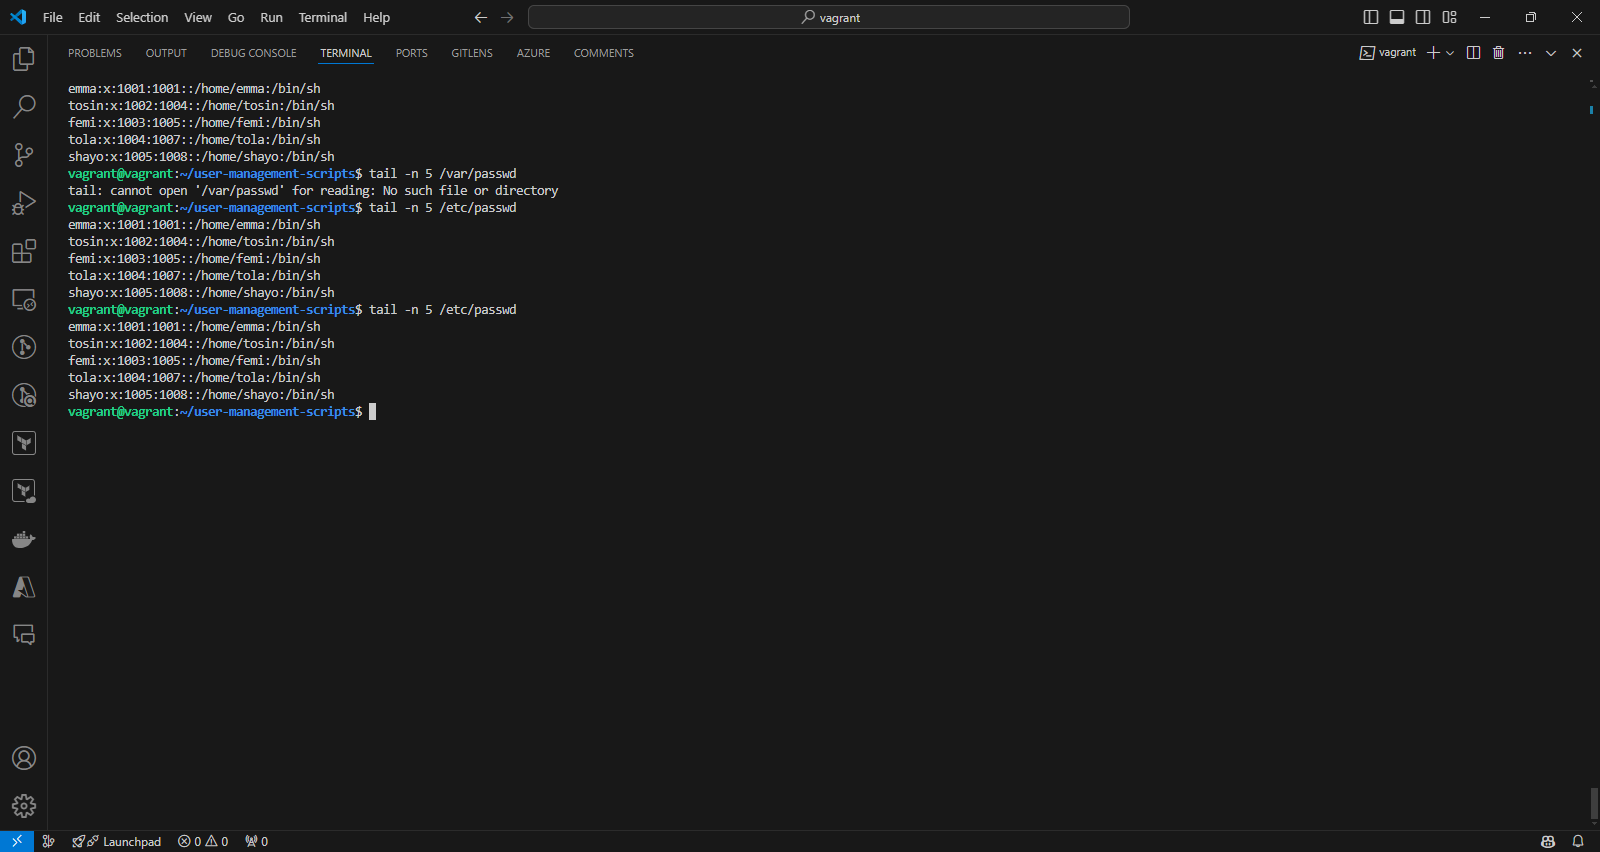 File Edit Selection View Go Run Terminal Help
vagrant
PROBLEMS OUTPUT DEBUG CONSOLE TERMINAL PORTS GITLENS AZURE COMMENTS
vagrant
emma:x:1001:1001::/home/emma:/bin/sh
tosin:x:1002:1004::/home/tosin:/bin/sh
femi:x:1003:1005::/home/femi:/bin/sh
tola:x:1004:1007::/home/tola:/bin/sh
shayo:x:1005:1008::/home/shayo:/bin/sh
vagrant@vagrant:~/user-management-scripts$ tail -n 5 /var/passwd
tail: cannot open '/var/passwd' for reading: No such file or directory
vagrant@vagrant:~/user-management-scripts$ tail -n 5 /etc/passwd
emma:x:1001:1001::/home/emma:/bin/sh
tosin:x:1002:1004::/home/tosin:/bin/sh
femi:x:1003:1005::/home/femi:/bin/sh
tola:x:1004:1007::/home/tola:/bin/sh
shayo:x:1005:1008::/home/shayo:/bin/sh
vagrant@vagrant:~/user-management-scripts$ tail -n 5 /etc/passwd
emma:x:1001:1001::/home/emma:/bin/sh
tosin:x:1002:1004::/home/tosin:/bin/sh
femi:x:1003:1005::/home/femi:/bin/sh
tola:x:1004:1007::/home/tola:/bin/sh
shayo:x:1005:1008::/home/shayo:/bin/sh
vagrant@vagrant:~/user-management-scripts$
Launchpad 0 0 0